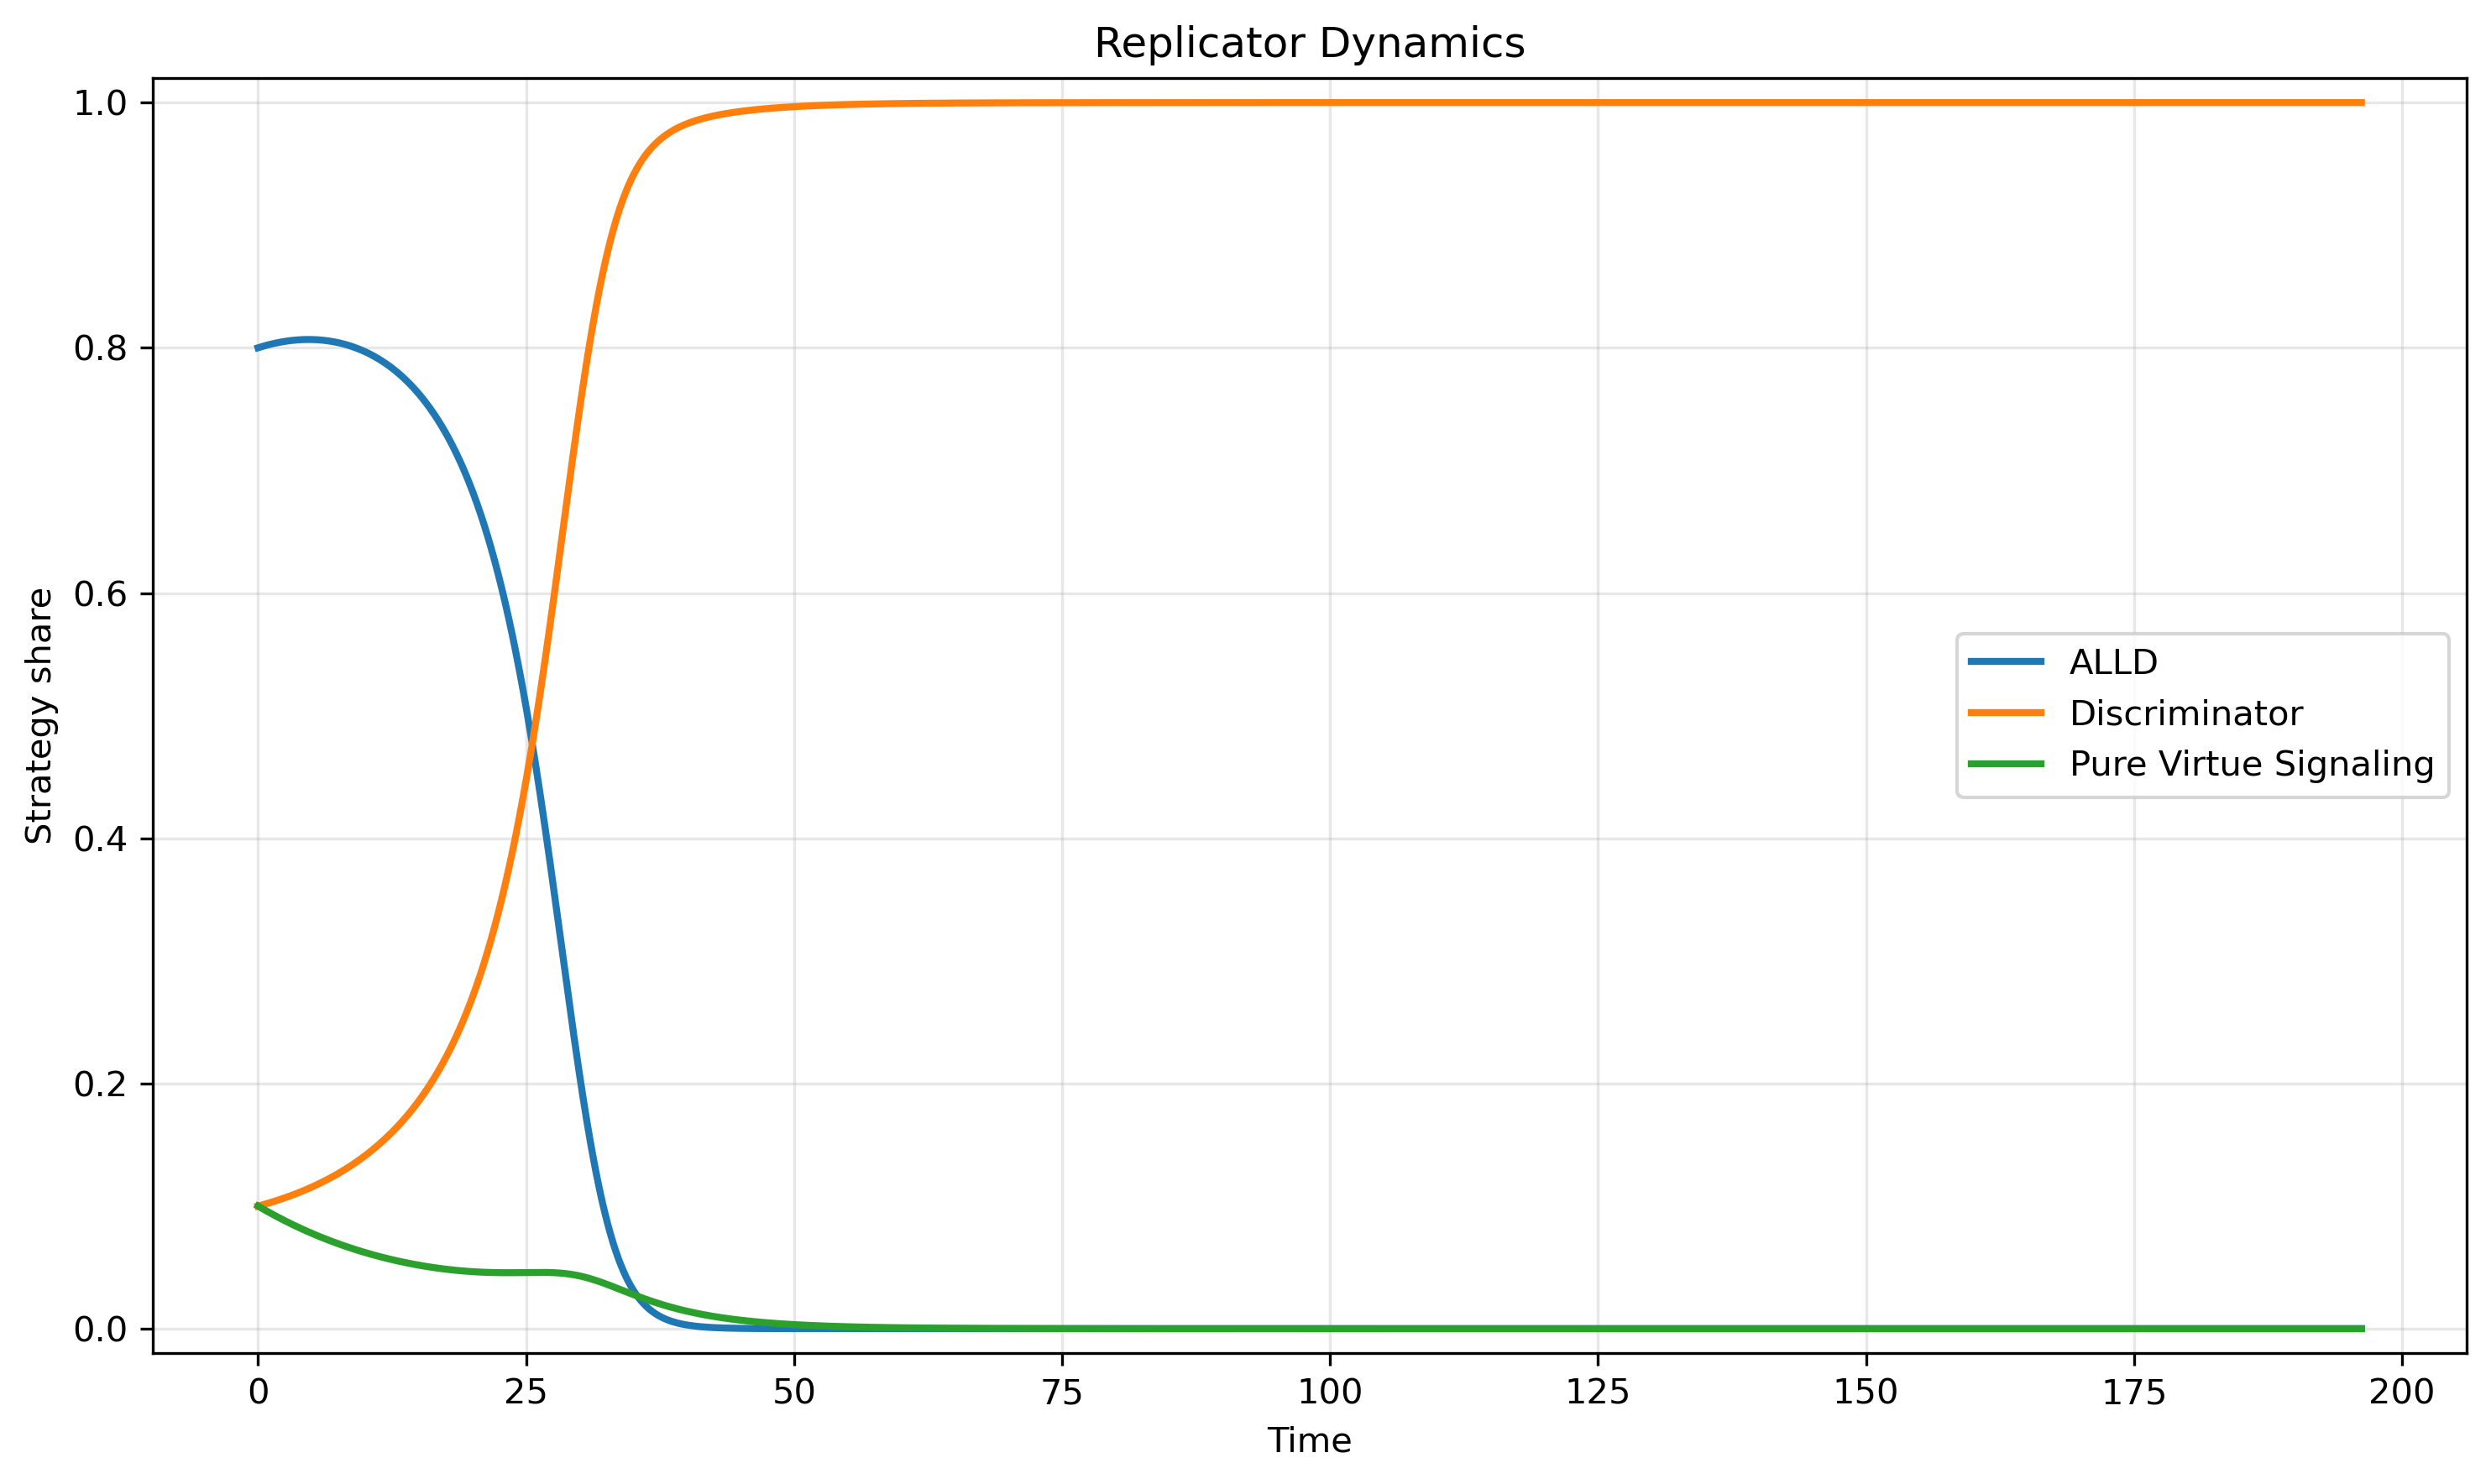 Replicator Dynamics
Strategy share
1.0
0.8
0.6
0.4
0.2
0.0
ALLD
Discriminator
Pure Virtue Signaling
0 25 50 75 100 125 150 175 200
Time